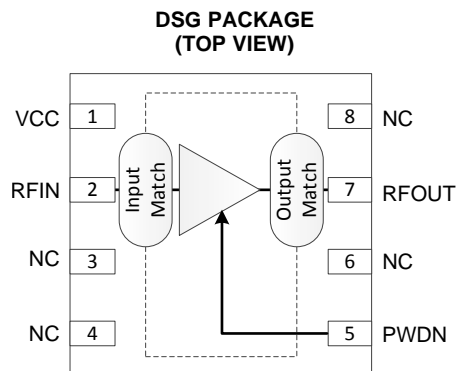 DSG PACKAGE
(TOP VIEW)
VCC 1 8 NC
RFIN 2 Input Match Output Match 7 RFOUT
NC 3 6 NC
NC 4 5 PWDN